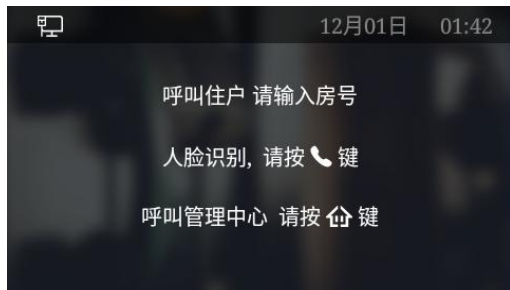 12月01日 01:42
呼叫住户 请输入房号
人脸识别, 请按 键
呼叫管理中心 请按 键